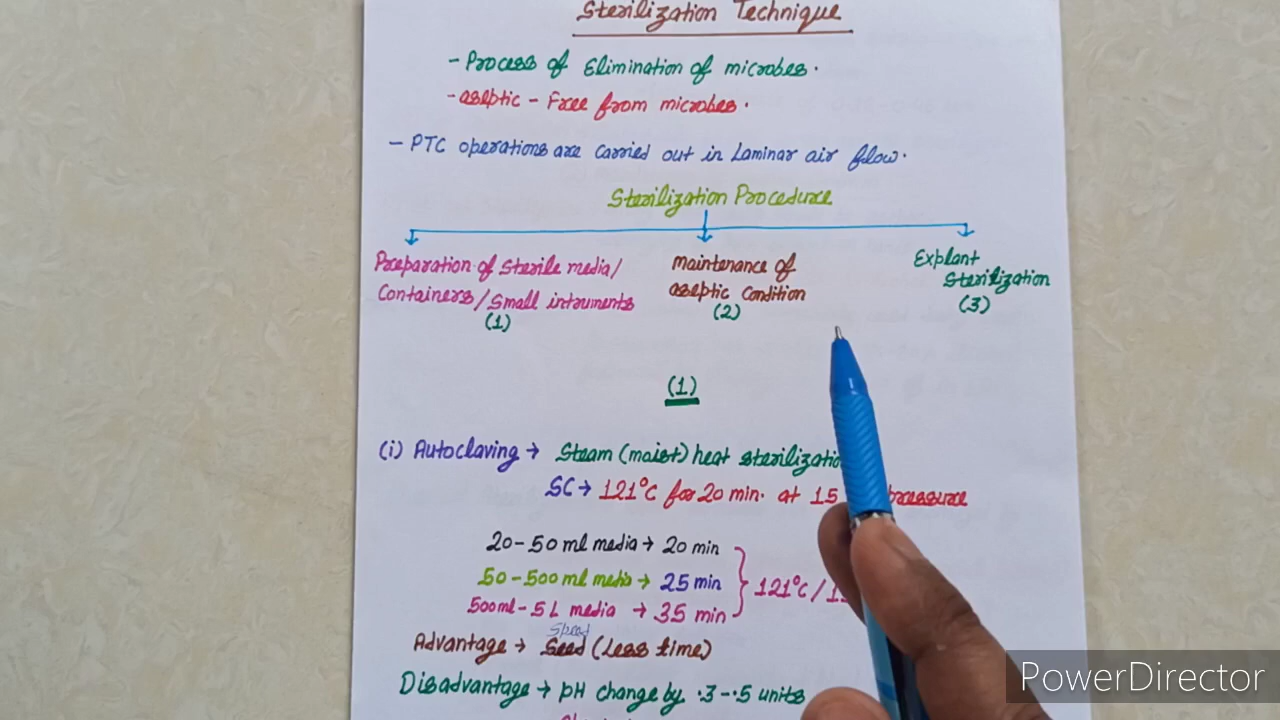 Sterilization Technique
- Process of Elimination of microbes.
- aseptic - Free from microbes.
- PTC operations are carried out in Laminar air flow.
Sterilization Procedure
Preparation of Sterile media/
Containers/Small intruments
(1)
maintenance of
aseptic Condition
(2)
Explant
Sterilization
(3)
(1)
(i) Autoclaving → Steam (moist) heat sterilizatio
SC → 121°C for 20 min. at 15 pressure
20-50 ml media → 20 min
50-500 ml media → 25 min
500ml-5L media → 35 min
121°C/1
Speed
Advantage → (Less time)
Disadvantage → pH change by .3-.5 units
PowerDirector